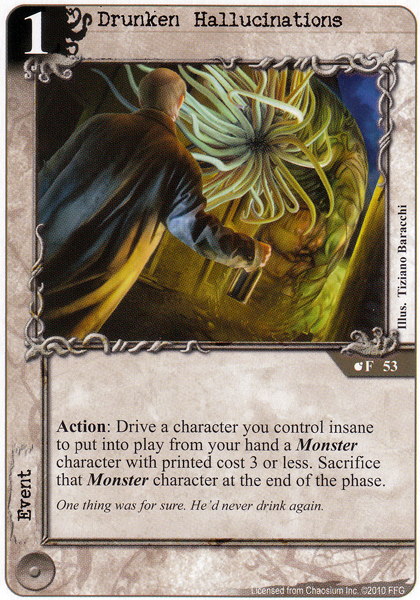 1
Drunken Hallucinations
Illus. Tiziano Baracchi
F 53
Action: Drive a character you control insane
to put into play from your hand a Monster
character with printed cost 3 or less. Sacrifice
that Monster character at the end of the phase.
One thing was for sure. He'd never drink again.
Event
Licensed from Chaosium Inc. ©2010 FFG